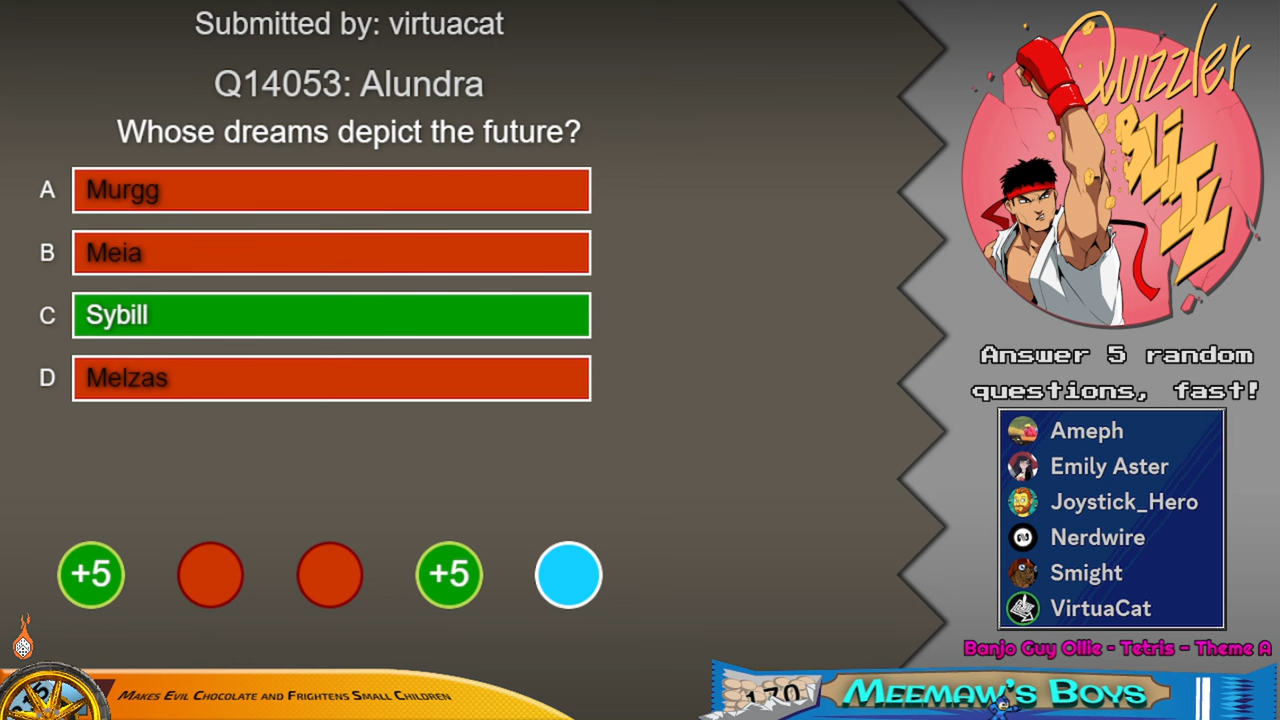 Submitted by: virtuacat
Q14053: Alundra
Whose dreams depict the future?
A Murgg
B Meia
C Sybill
D Melzas
+5 +5
Quizzler
BLITZ
Answer 5 random
questions, fast!
Ameph
Emily Aster
Joystick_Hero
Nerdwire
Smight
VirtuaCat
Banjo Guy Ollie - Tetris - Theme A
Makes Evil Chocolate and Frightens Small Children
170 Meemaw's Boys